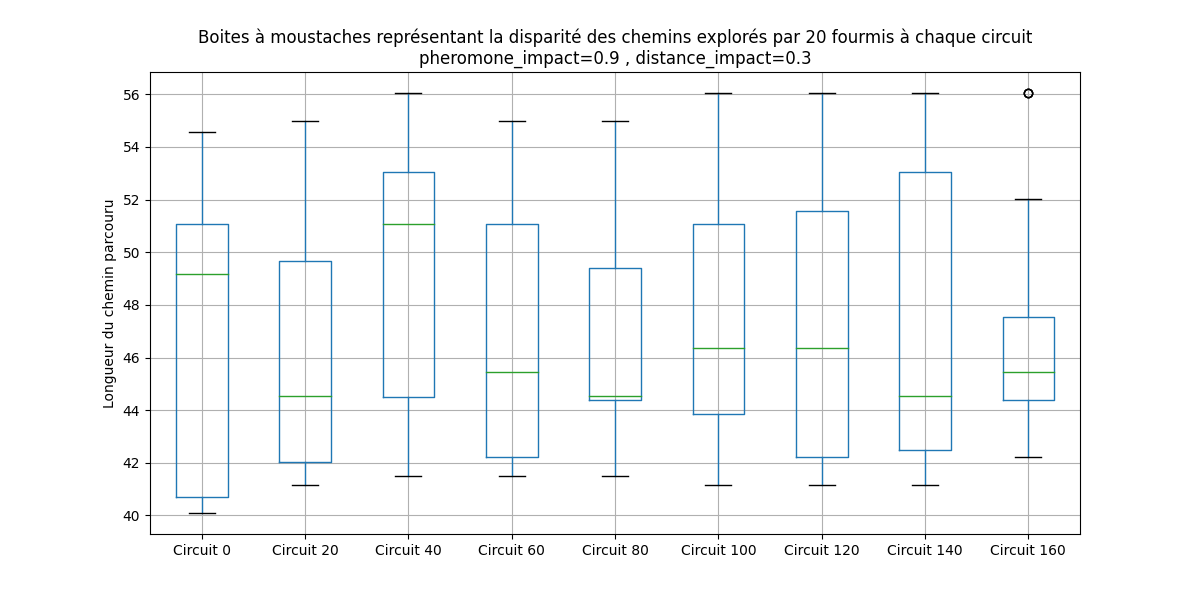 Boites à moustaches représentant la disparité des chemins explorés par 20 fourmis à chaque circuit
pheromone_impact=0.9 , distance_impact=0.3
Longueur du chemin parcouru
56
54
52
50
48
46
44
42
40
Circuit 0
Circuit 20
Circuit 40
Circuit 60
Circuit 80
Circuit 100
Circuit 120
Circuit 140
Circuit 160